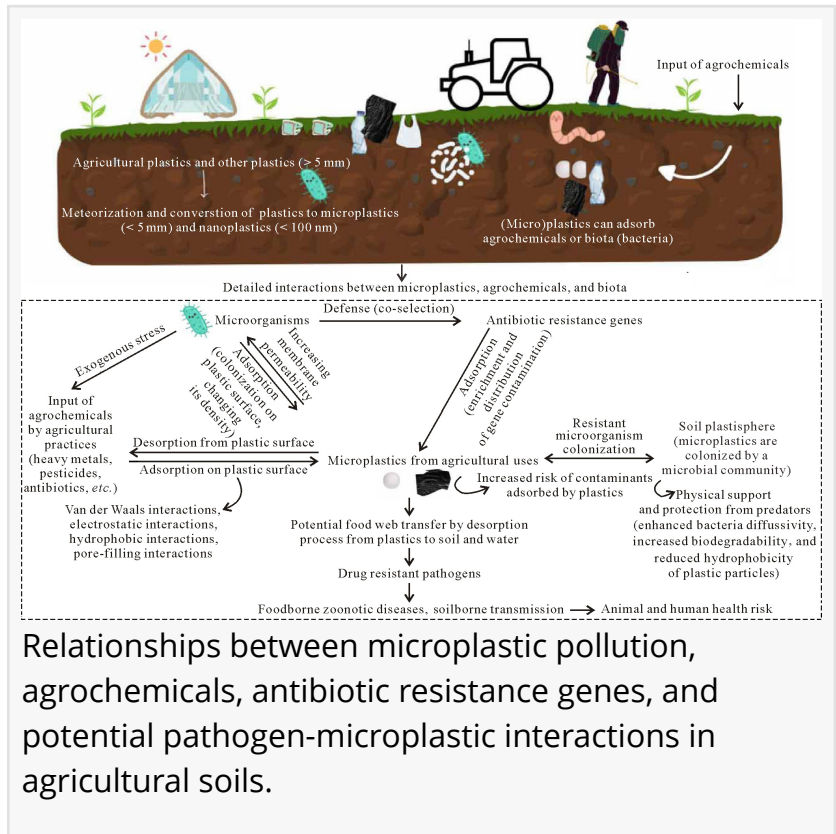 Input of agrochemicals
Agricultural plastics and other plastics (> 5 mm)
Meteorization and converstion of plastics to microplastics
(< 5 mm) and nanoplastics (< 100 nm)
(Micro)plastics can adsorb
agrochemicals or biota (bacteria)
Detailed interactions between microplastics, agrochemicals, and biota
Microorganisms
Defense (co-selection)
Antibiotic resistance genes
Exogenous stress
Increasing
membrane
permeability
Adsorption
(colonization on
plastic surface,
changing
its density)
Adsorption
(enrichment and
distribution
of gene contamination)
Input of
agrochemicals
by agricultural
practices
(heavy metals,
pesticides,
antibiotics, etc.)
Desorption from plastic surface
Adsorption on plastic surface
Van der Waals interactions,
electrostatic interactions,
hydrophobic interactions,
pore-filling interactions
Microplastics from agricultural uses
Resistant
microorganism
colonization
Soil plastisphere
(microplastics are
colonized by a
microbial community)
Increased risk of contaminants
adsorbed by plastics
Physical support
and protection from predators
(enhanced bacteria diffussivity,
increased biodegradability, and
reduced hydrophobicity
of plastic particles)
Potential food web transfer by desorption
process from plastics to soil and water
Drug resistant pathogens
Foodborne zoonotic diseases, soilborne transmission
Animal and human health risk
Relationships between microplastic pollution,
agrochemicals, antibiotic resistance genes, and
potential pathogen-microplastic interactions in
agricultural soils.